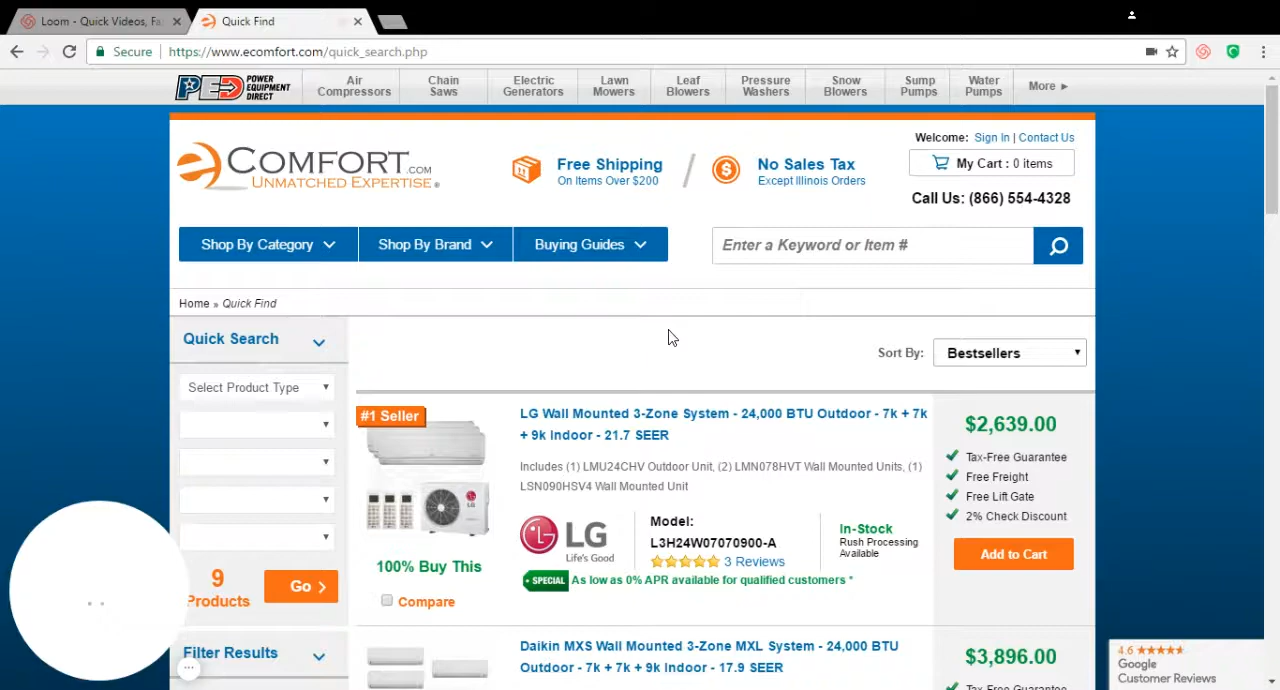 Loom - Quick Videos, Fa
Quick Find
Secure
https://www.ecomfort.com/quick_search.php
PED POWER EQUIPMENT DIRECT
Air Compressors
Chain Saws
Electric Generators
Lawn Mowers
Leaf Blowers
Pressure Washers
Snow Blowers
Sump Pumps
Water Pumps
More ▸
eCOMFORT.COM
UNMATCHED EXPERTISE®
Free Shipping
On Items Over $200
No Sales Tax
Except Illinois Orders
Welcome: Sign In | Contact Us
My Cart : 0 items
Call Us: (866) 554-4328
Shop By Category
Shop By Brand
Buying Guides
Enter a Keyword or Item #
Home » Quick Find
Quick Search
Select Product Type
9
Products
Go
Filter Results
Sort By:
Bestsellers
#1 Seller
100% Buy This
Compare
LG Wall Mounted 3-Zone System - 24,000 BTU Outdoor - 7k + 7k
+ 9k Indoor - 21.7 SEER
Includes (1) LMU24CHV Outdoor Unit, (2) LMN078HVT Wall Mounted Units, (1)
LSN090HSV4 Wall Mounted Unit
LG
Life's Good
Model:
L3H24W07070900-A
3 Reviews
In-Stock
Rush Processing
Available
SPECIAL
As low as 0% APR available for qualified customers *
$2,639.00
Tax-Free Guarantee
Free Freight
Free Lift Gate
2% Check Discount
Add to Cart
Daikin MXS Wall Mounted 3-Zone MXL System - 24,000 BTU
Outdoor - 7k + 7k + 9k Indoor - 17.9 SEER
$3,896.00
Tax-Free Guarantee
4.6
Google
Customer Reviews